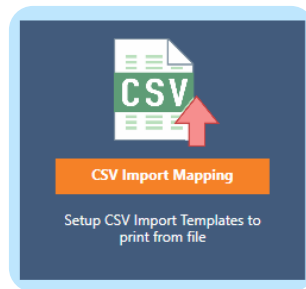 CSV
CSV Import Mapping
Setup CSV Import Templates to
print from file